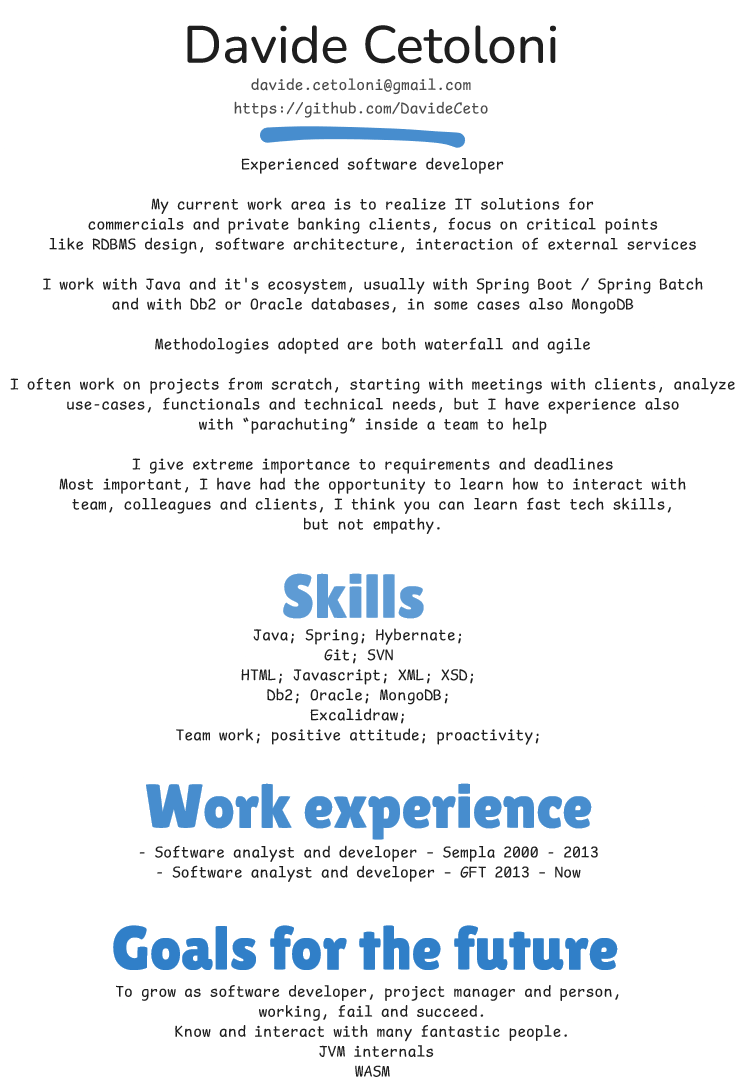 Davide Cetoloni
davide.cetoloni@gmail.com
https://github.com/DavideCeto
Experienced software developer
My current work area is to realize IT solutions for
commercials and private banking clients, focus on critical points
like RDBMS design, software architecture, interaction of external services
I work with Java and it's ecosystem, usually with Spring Boot / Spring Batch
and with Db2 or Oracle databases, in some cases also MongoDB
Methodologies adopted are both waterfall and agile
I often work on projects from scratch, starting with meetings with clients, analyze
use-cases, functionals and technical needs, but I have experience also
with “parachuting” inside a team to help
I give extreme importance to requirements and deadlines
Most important, I have had the opportunity to learn how to interact with
team, colleagues and clients, I think you can learn fast tech skills,
but not empathy.
Skills
Java; Spring; Hybernate;
Git; SVN
HTML; Javascript; XML; XSD;
Db2; Oracle; MongoDB;
Excalidraw;
Team work; positive attitude; proactivity;
Work experience
- Software analyst and developer - Sempla 2000 - 2013
- Software analyst and developer - GFT 2013 - Now
Goals for the future
To grow as software developer, project manager and person,
working, fail and succeed.
Know and interact with many fantastic people.
JVM internals
WASM